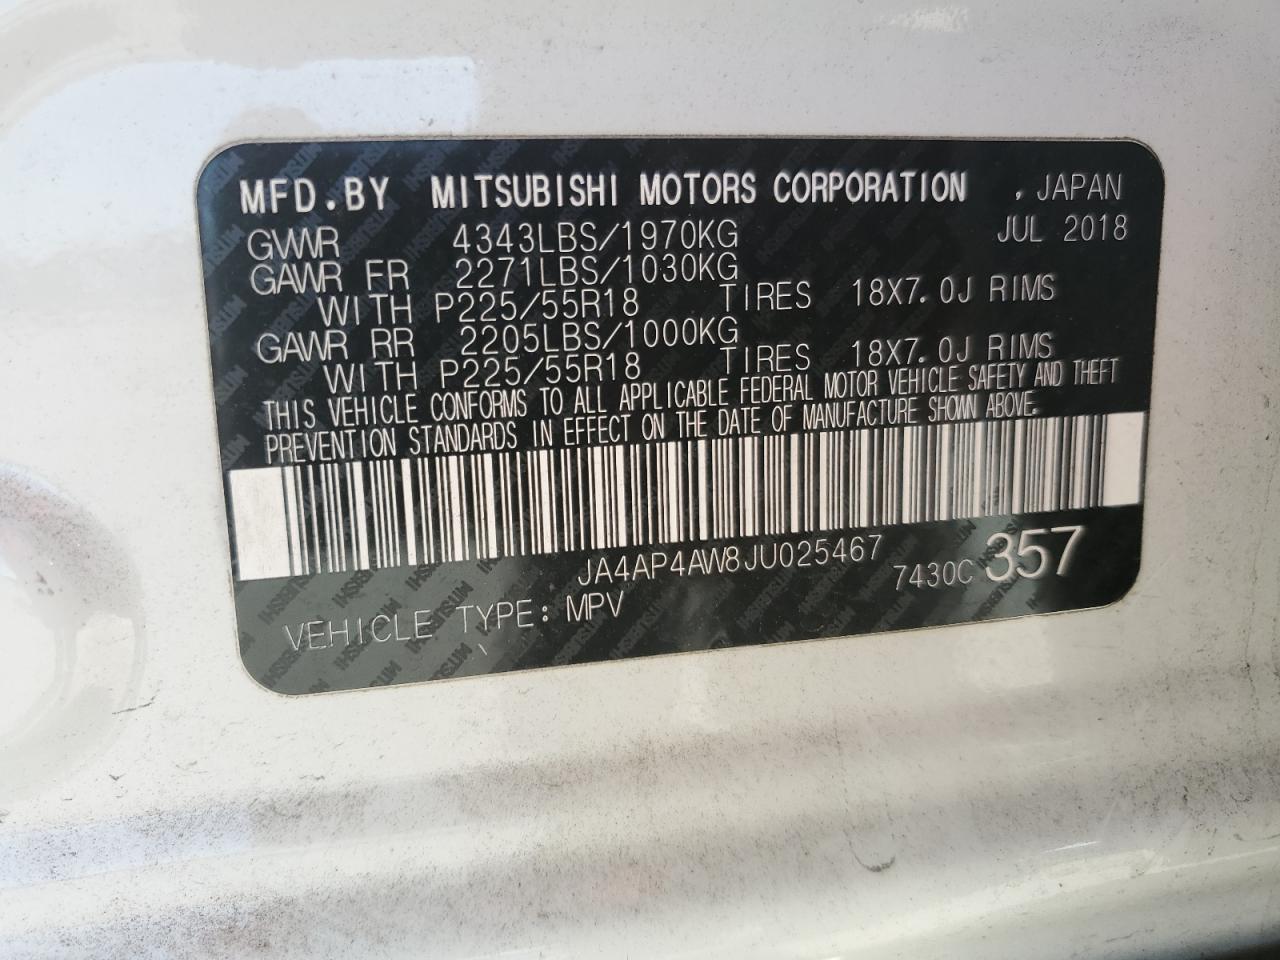 MFD.BY MITSUBISHI MOTORS CORPORATION , JAPAN
GVWR 4343LBS/1970KG JUL 2018
GAWR FR 2271LBS/1030KG
WITH P225/55R18 TIRES 18X7.0J RIMS
GAWR RR 2205LBS/1000KG
WITH P225/55R18 TIRES 18X7.0J RIMS
THIS VEHICLE CONFORMS TO ALL APPLICABLE FEDERAL MOTOR VEHICLE SAFETY AND THEFT
PREVENTION STANDARDS IN EFFECT ON THE DATE OF MANUFACTURE SHOWN ABOVE.
JA4AP4AW8JU025467 7430C 357
VEHICLE TYPE: MPV